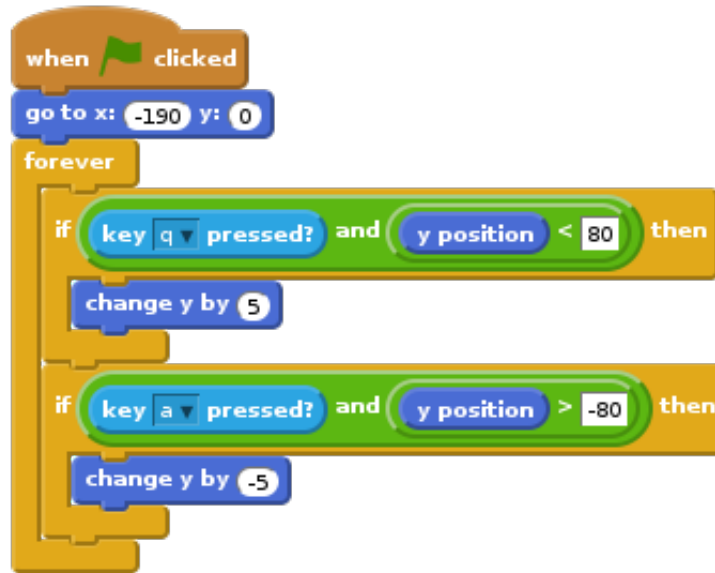 when clicked
go to x: -190 y: 0
forever
if key q pressed? and y position < 80 then
change y by 5
if key a pressed? and y position > -80 then
change y by -5